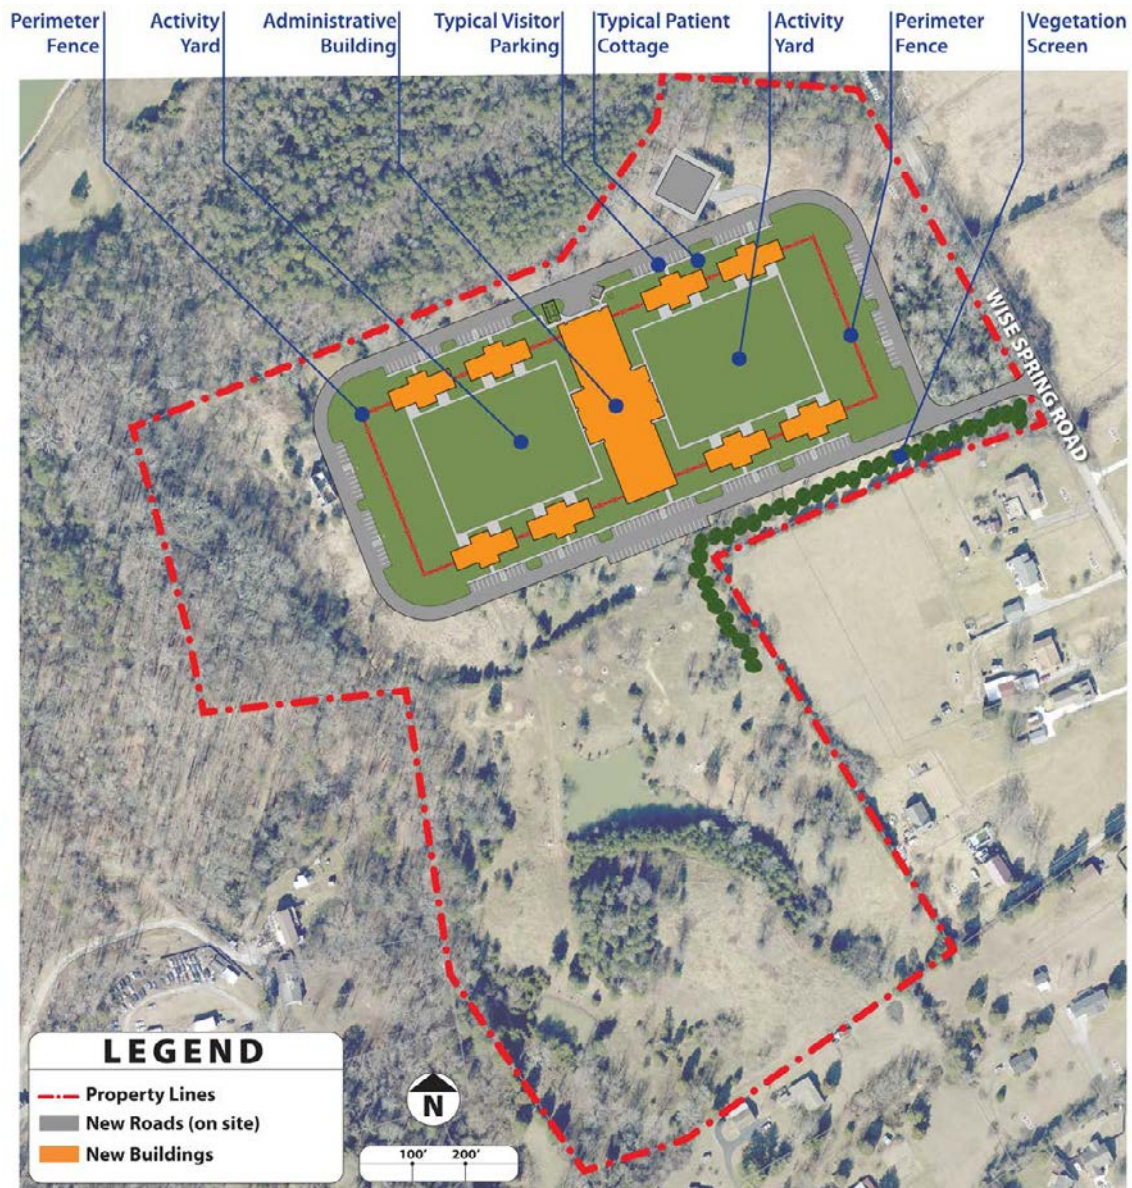 Perimeter
Fence
Activity
Yard
Administrative
Building
Typical Visitor
Parking
Typical Patient
Cottage
Activity
Yard
Perimeter
Fence
Vegetation
Screen
WISE SPRING ROAD
LEGEND
Property Lines
New Roads (on site)
New Buildings
N
100'
200'